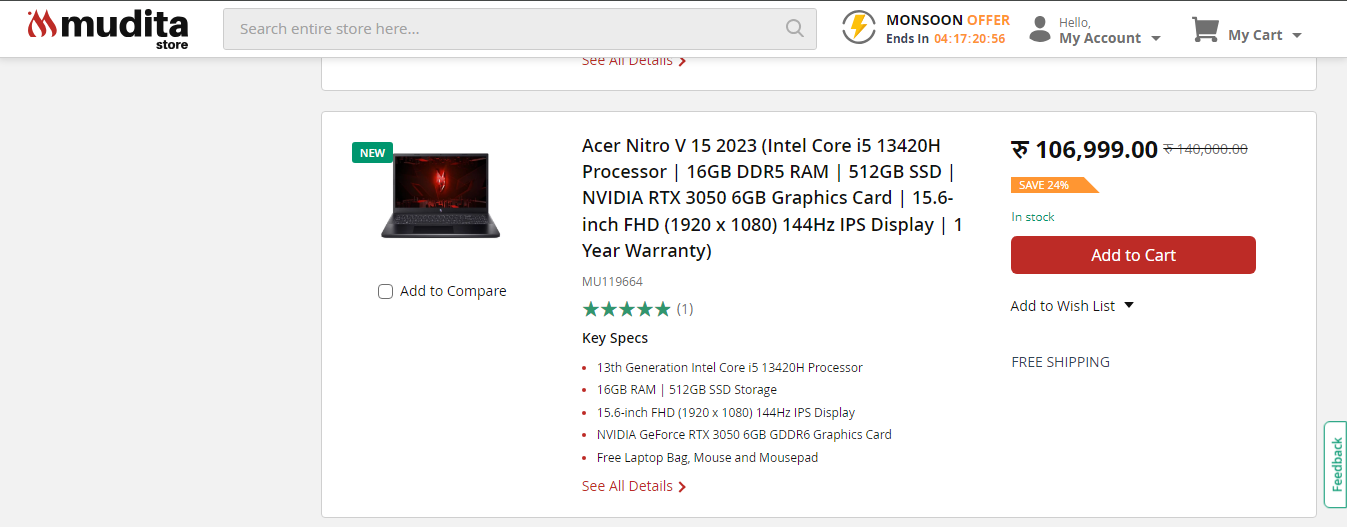 mudita
store
Search entire store here...
MONSOON OFFER
Ends In 04:17:20:56
Hello,
My Account
My Cart
See All Details
NEW
Add to Compare
Acer Nitro V 15 2023 (Intel Core i5 13420H
Processor | 16GB DDR5 RAM | 512GB SSD |
NVIDIA RTX 3050 6GB Graphics Card | 15.6-
inch FHD (1920 x 1080) 144Hz IPS Display | 1
Year Warranty)
MU119664
(1)
Key Specs
13th Generation Intel Core i5 13420H Processor
16GB RAM | 512GB SSD Storage
15.6-inch FHD (1920 x 1080) 144Hz IPS Display
NVIDIA GeForce RTX 3050 6GB GDDR6 Graphics Card
Free Laptop Bag, Mouse and Mousepad
See All Details
रु 106,999.00 रु 140,000.00
SAVE 24%
In stock
Add to Cart
Add to Wish List
FREE SHIPPING
Feedback